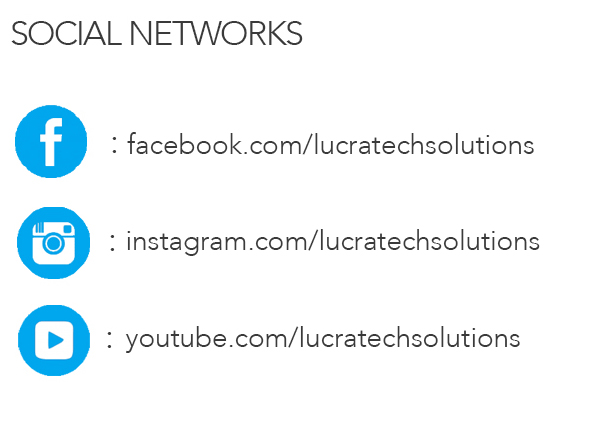 SOCIAL NETWORKS
: facebook.com/lucratechsolutions
: instagram.com/lucratechsolutions
: youtube.com/lucratechsolutions